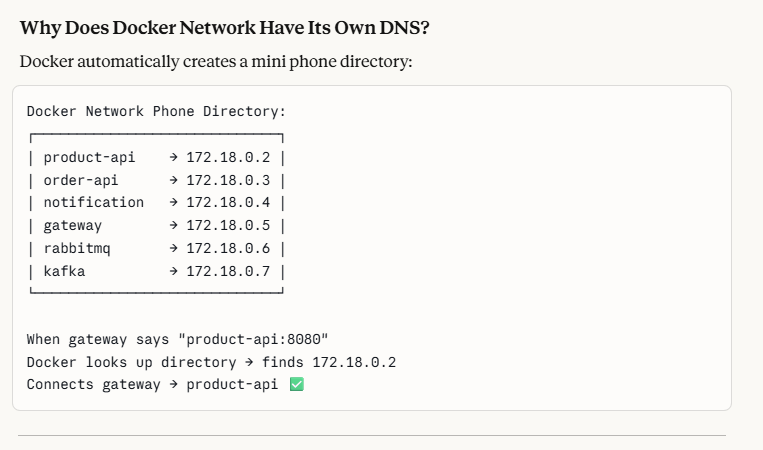 Why Does Docker Network Have Its Own DNS?
Docker automatically creates a mini phone directory:
Docker Network Phone Directory:
| product-api → 172.18.0.2 |
| order-api → 172.18.0.3 |
| notification → 172.18.0.4 |
| gateway → 172.18.0.5 |
| rabbitmq → 172.18.0.6 |
| kafka → 172.18.0.7 |
When gateway says "product-api:8080"
Docker looks up directory → finds 172.18.0.2
Connects gateway → product-api ✅